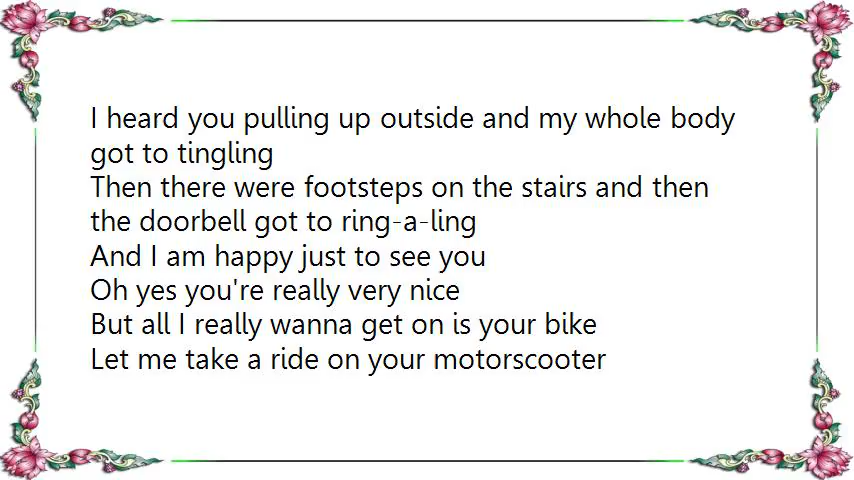 I heard you pulling up outside and my whole body
got to tingling
Then there were footsteps on the stairs and then
the doorbell got to ring-a-ling
And I am happy just to see you
Oh yes you're really very nice
But all I really wanna get on is your bike
Let me take a ride on your motorscooter